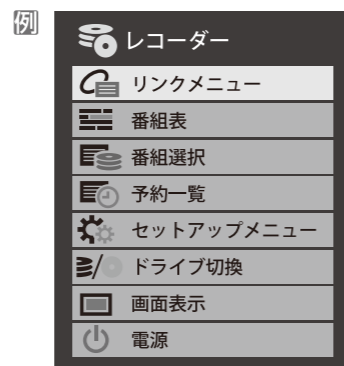 例
レコーダー
リンクメニュー
番組表
番組選択
予約一覧
セットアップメニュー
ドライブ切換
画面表示
電源